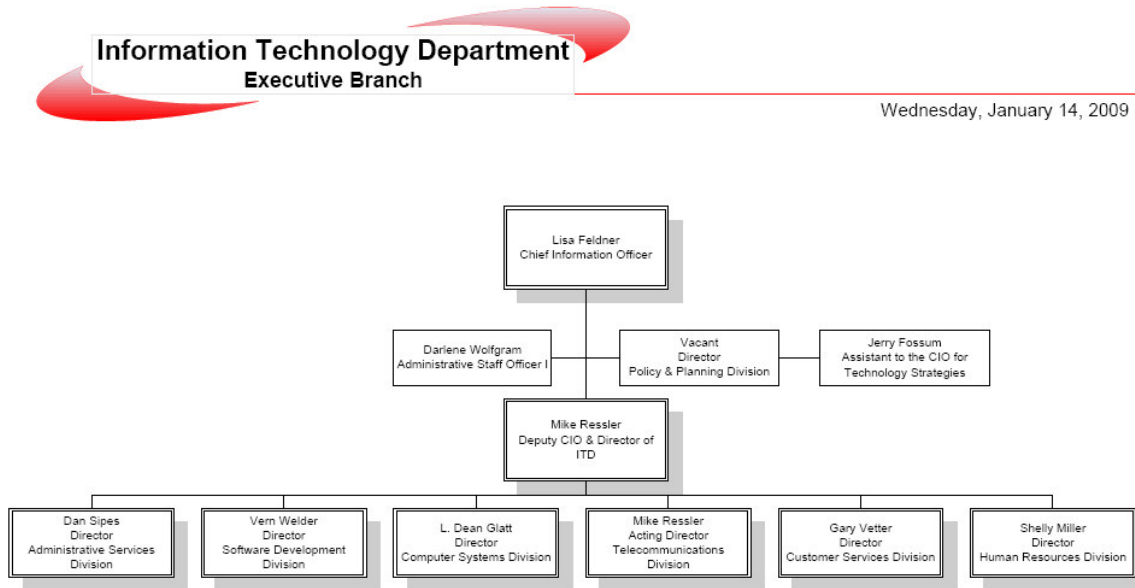 Information Technology Department
Executive Branch
Wednesday, January 14, 2009
Lisa Feldner
Chief Information Officer
Darlene Wolfgram
Administrative Staff Officer I
Vacant
Director
Policy & Planning Division
Jerry Fossum
Assistant to the CIO for
Technology Strategies
Mike Ressler
Deputy CIO & Director of
ITD
Dan Sipes
Director
Administrative Services
Division
Vern Welder
Director
Software Development
Division
L. Dean Glatt
Director
Computer Systems Division
Mike Ressler
Acting Director
Telecommunications
Division
Gary Vetter
Director
Customer Services Division
Shelly Miller
Director
Human Resources Division